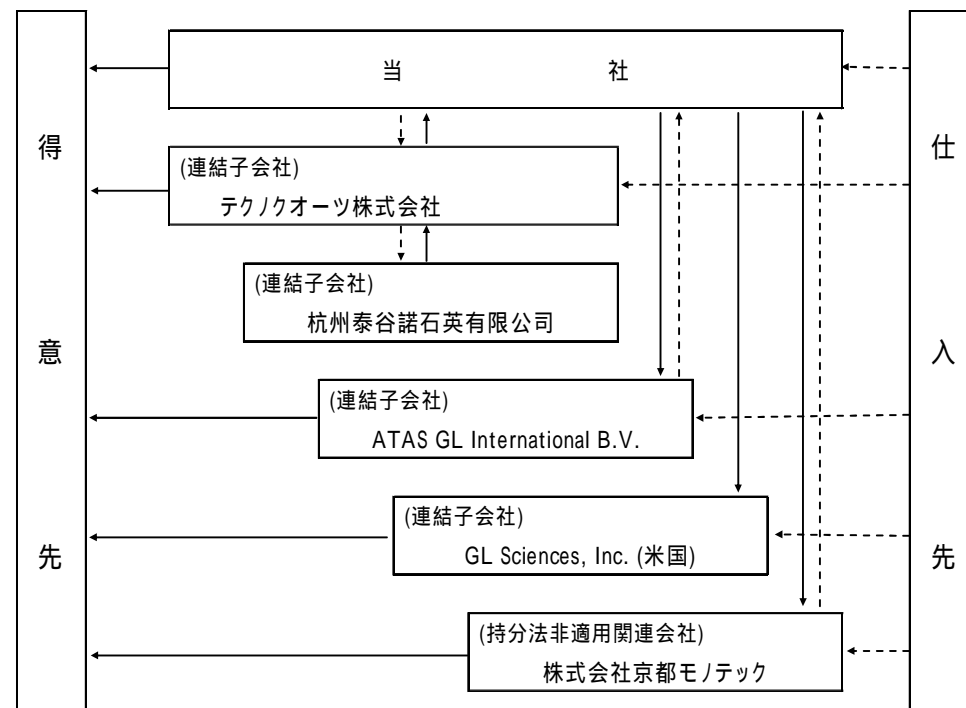 当 社
得意先
仕入先
(連結子会社)
テクノクオーツ株式会社
(連結子会社)
杭州泰谷諾石英有限公司
(連結子会社)
ATAS GL International B.V.
(連結子会社)
GL Sciences, Inc. (米国)
(持分法非適用関連会社)
株式会社京都モノテック